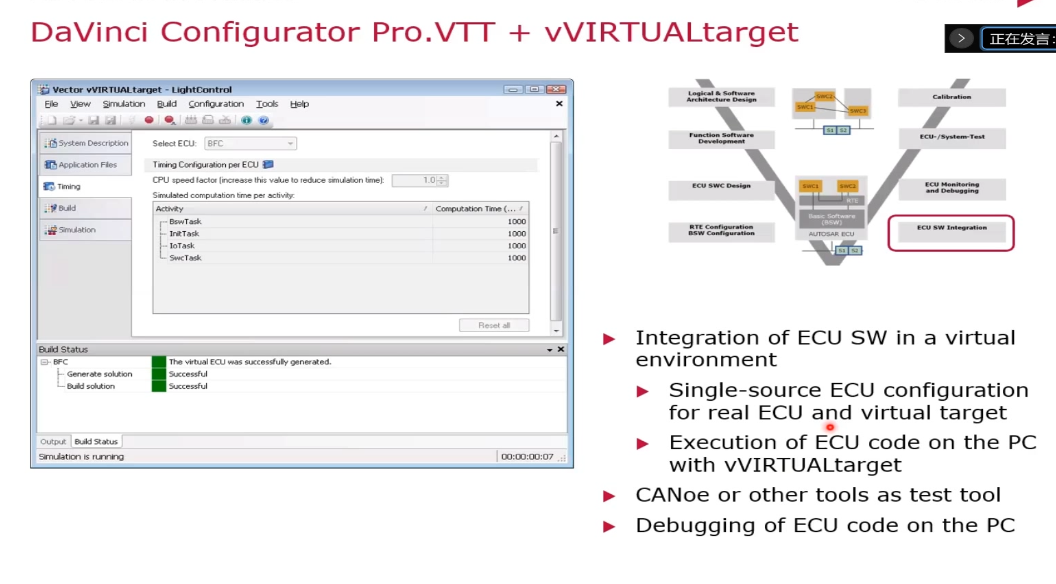 DaVinci Configurator Pro.VTT + vVIRTUALtarget
正在发言:
Vector vVIRTUALtarget - LightControl
File View Simulation Build Configuration Tools Help
System Description
Application Files
Timing
Build
Simulation
Select ECU: BFC
Timing Configuration per ECU
CPU speed factor (increase this value to reduce simulation time): 1.0
Simulated computation time per activity:
Activity Computation Time (...
BswTask 1000
InitTask 1000
IoTask 1000
SwcTask 1000
Reset all
Build Status
BFC The virtual ECU was successfully generated.
Generate solution Successful
Build solution Successful
Output Build Status
Simulation is running 00:00:00:07
Logical & Software
Architecture Design
Function Software
Development
ECU SWC Design
RTE Configuration
BSW Configuration
SWC1 SWC2 SWC3
S1 S2
SWC1 SWC2
RTE
Basic Software
(BSW)
AUTOSAR ECU
S1 S2
Calibration
ECU-/System-Test
ECU Monitoring
and Debugging
ECU SW Integration
Integration of ECU SW in a virtual
environment
Single-source ECU configuration
for real ECU and virtual target
Execution of ECU code on the PC
with vVIRTUALtarget
CANoe or other tools as test tool
Debugging of ECU code on the PC